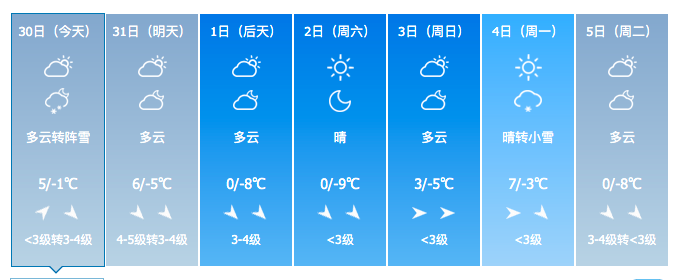 30日（今天）
多云转阵雪
5/-1℃
<3级转3-4级
31日（明天）
多云
6/-5℃
4-5级转3-4级
1日（后天）
多云
0/-8℃
3-4级
2日（周六）
晴
0/-9℃
<3级
3日（周日）
多云
3/-5℃
<3级
4日（周一）
晴转小雪
7/-3℃
<3级
5日（周二）
多云
0/-8℃
3-4级转<3级